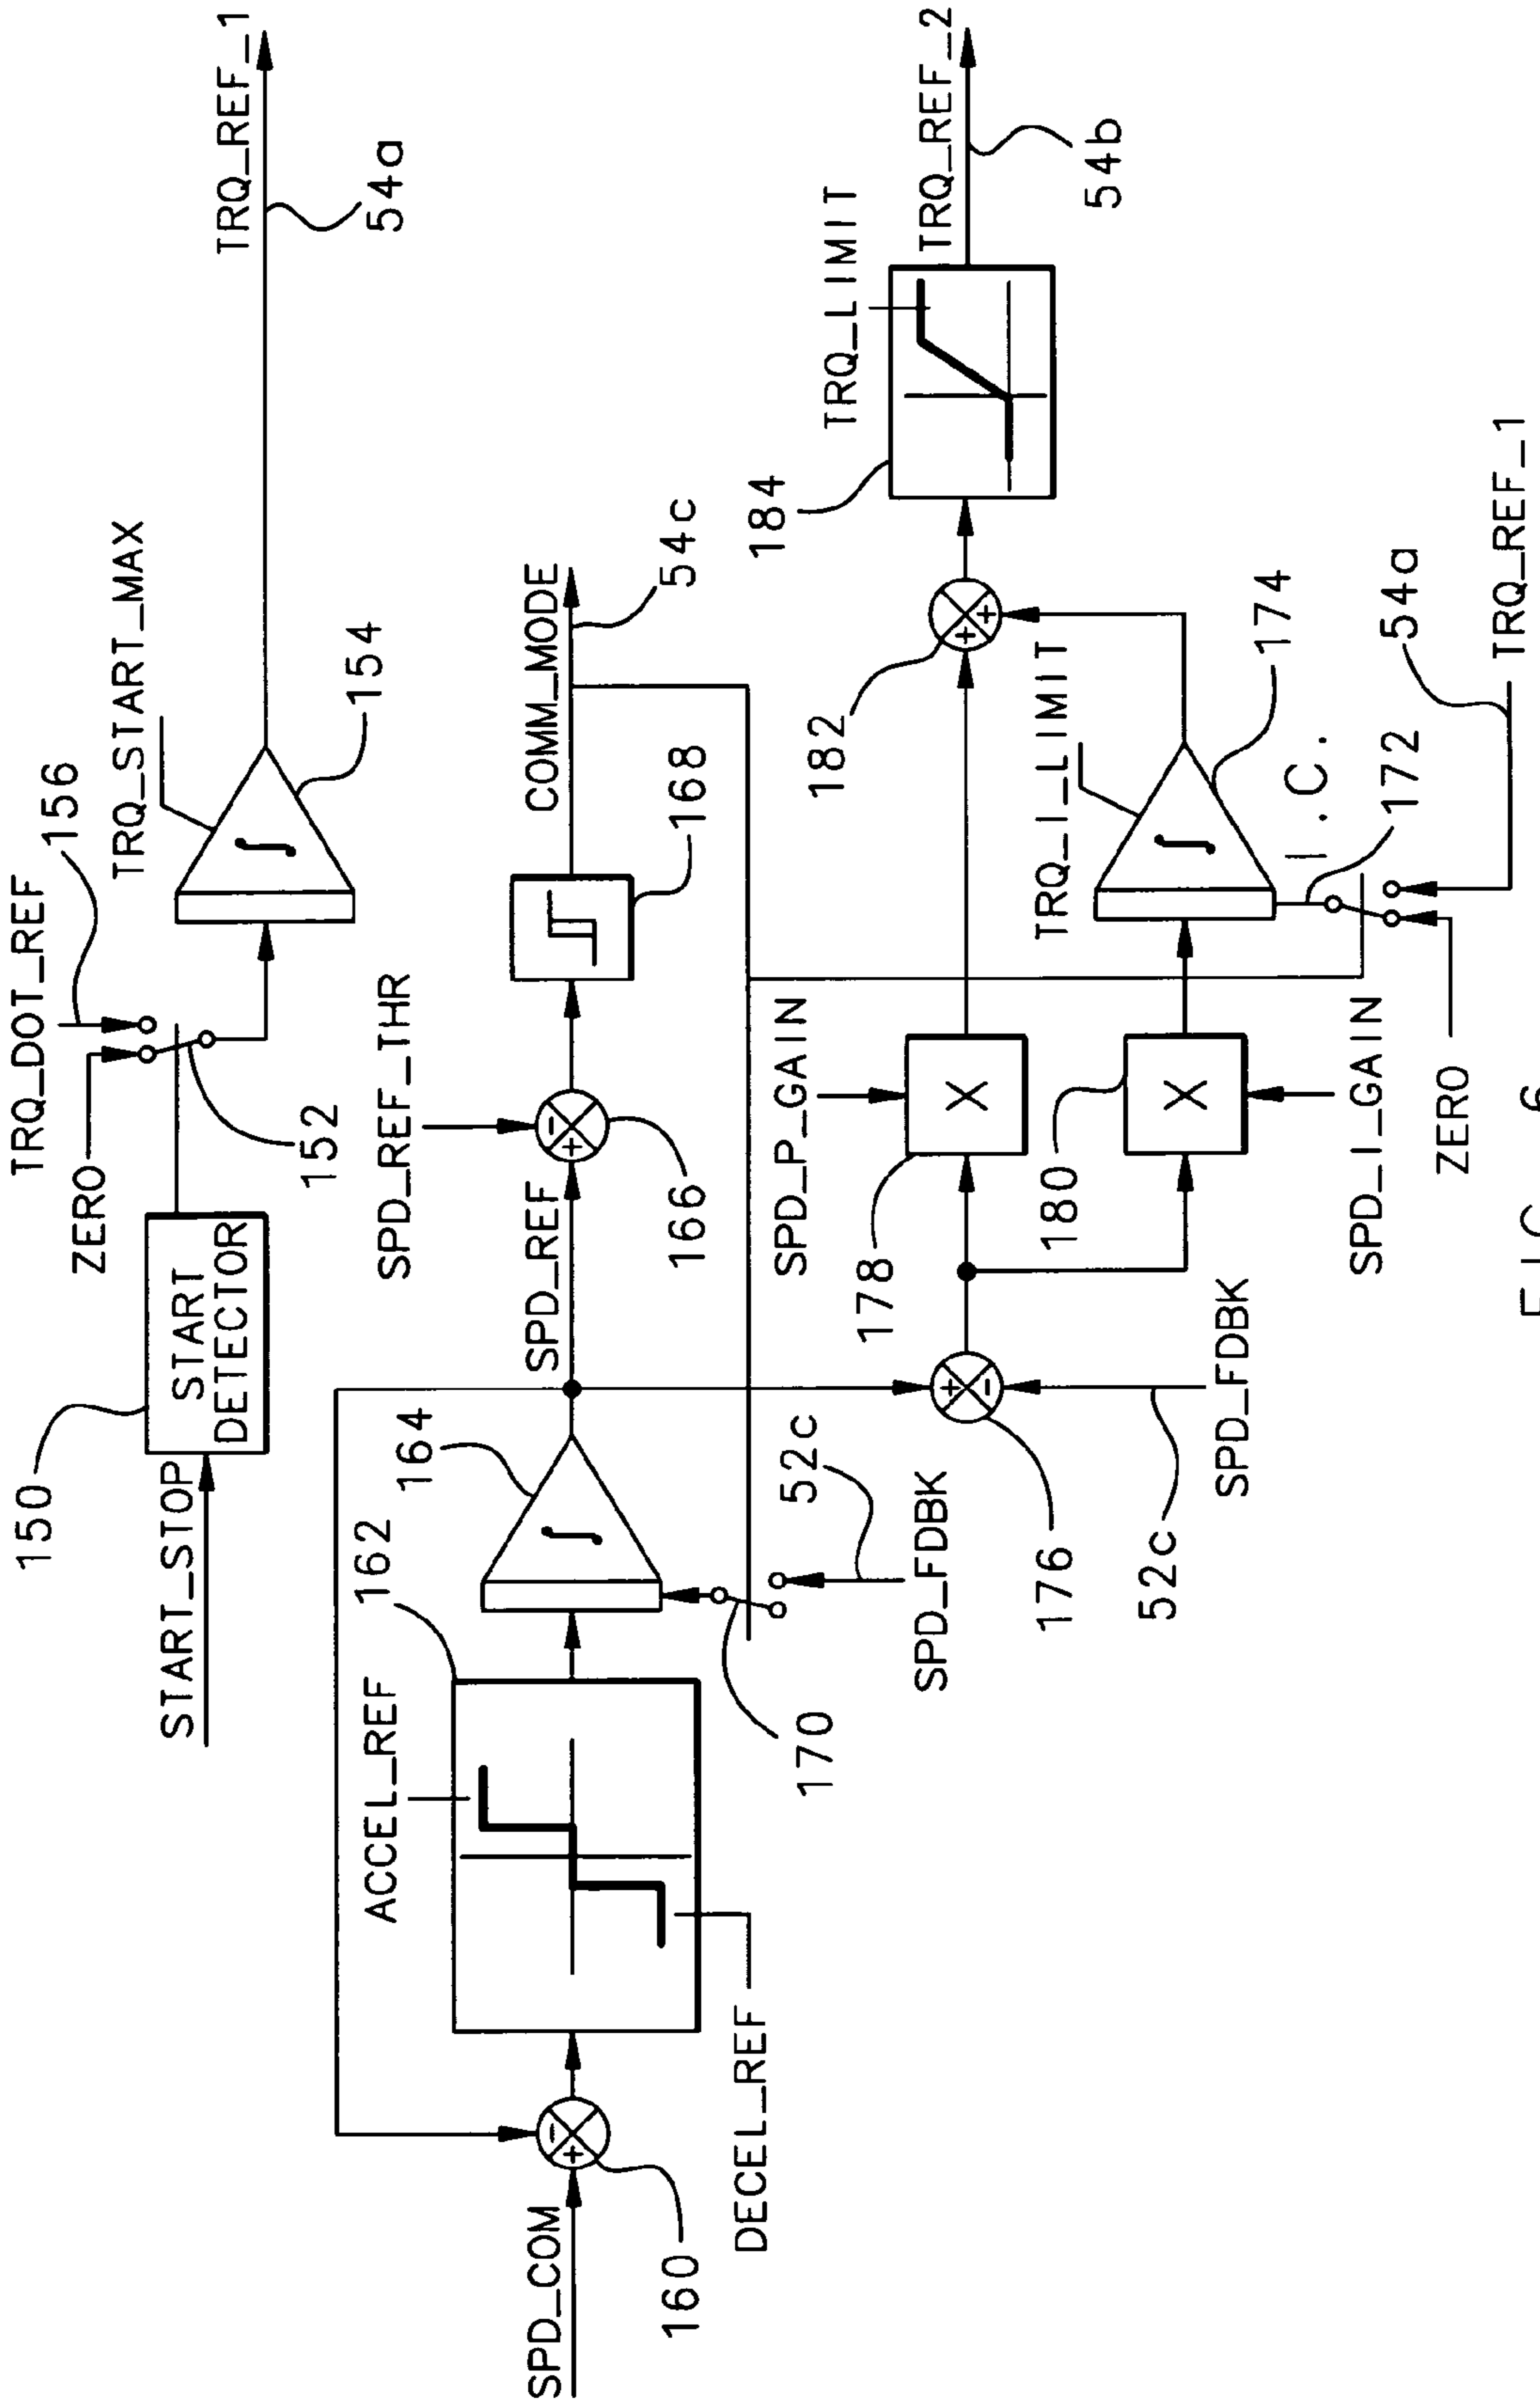 START_STOP
150
START
DETECTOR
ZERO
TRQ_DOT_REF
156
152
TRQ_START_MAX
154
TRQ_REF_1
54a
SPD_COM
160
ACCEL_REF
DECEL_REF
162
164
170
52c
SPD_FDBK
SPD_REF
SPD_REF_THR
166
168
COMM_MODE
54c
176
52c
SPD_FDBK
SPD_P_GAIN
178
X
180
X
SPD_I_GAIN
TRQ_I_LIMIT
174
I.C.
172
ZERO
54a
TRQ_REF_1
182
184
TRQ_LIMIT
TRQ_REF_2
54b